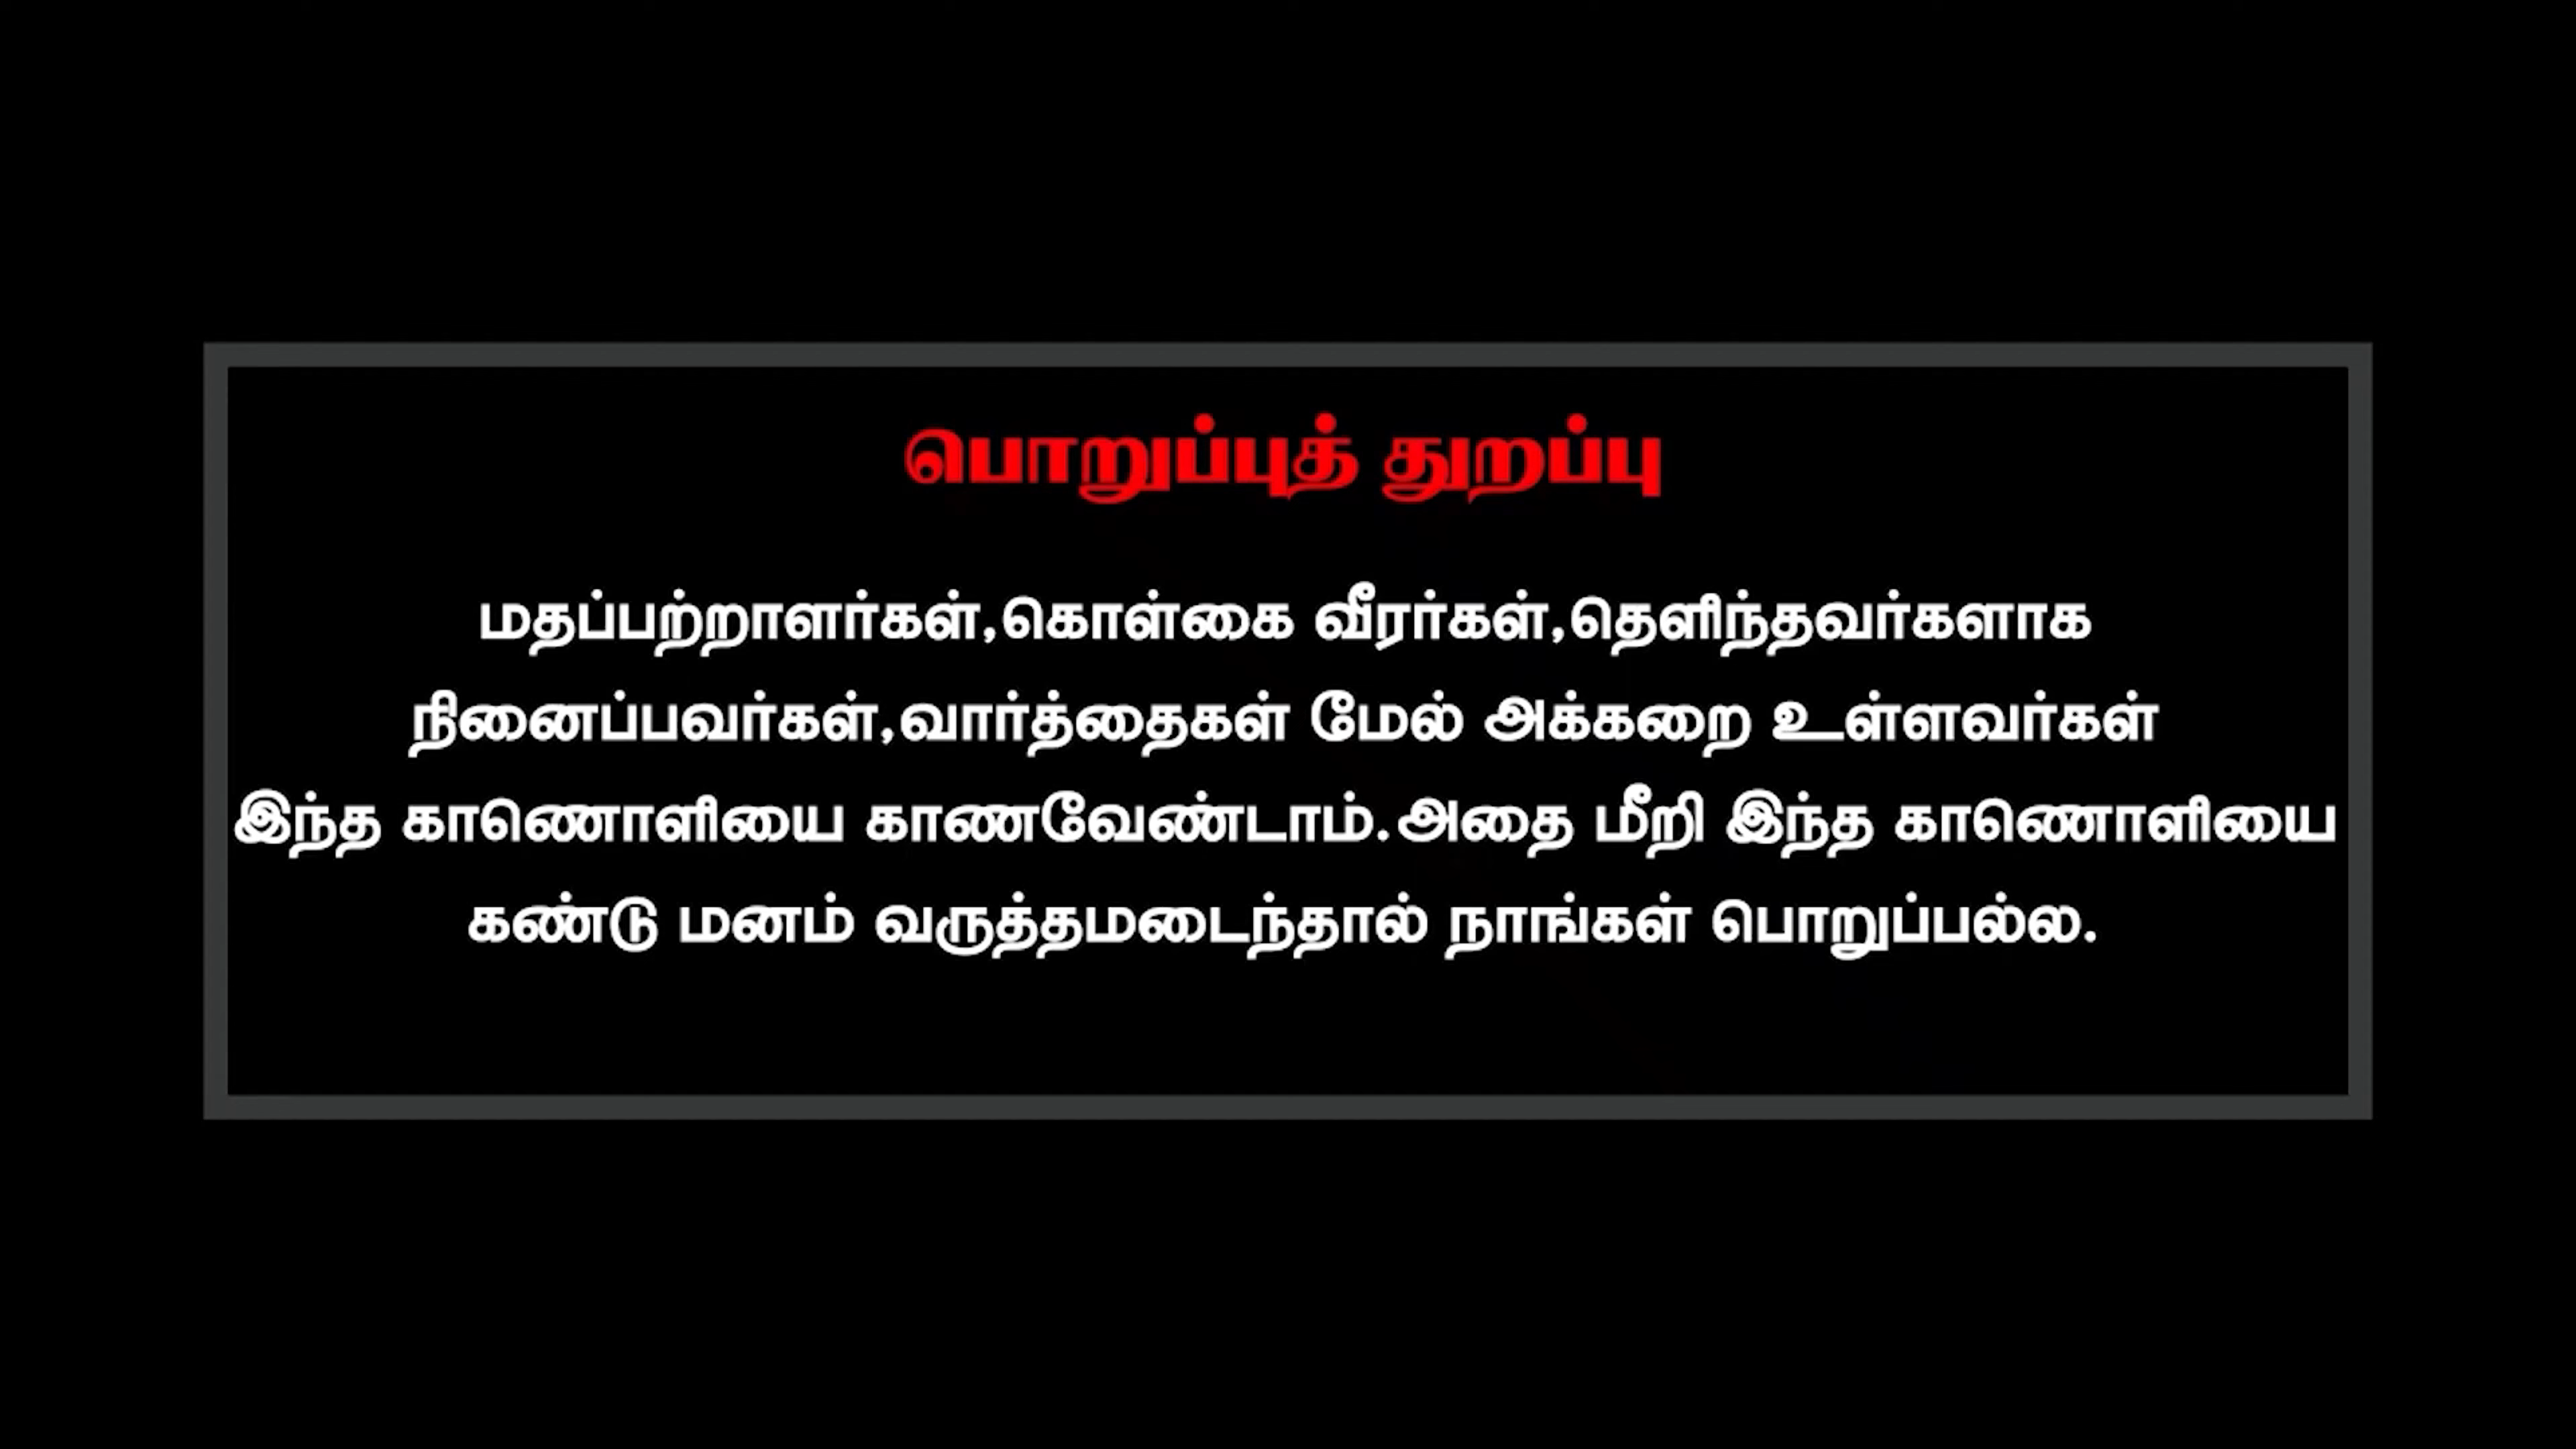 பொறுப்புத் துறப்பு
மதப்பற்றாளர்கள்,கொள்கை வீரர்கள்,தெளிந்தவர்களாக
நினைப்பவர்கள்,வார்த்தைகள் மேல் அக்கறை உள்ளவர்கள்
இந்த காணொளியை காணவேண்டாம்.அதை மீறி இந்த காணொளியை
கண்டு மனம் வருத்தமடைந்தால் நாங்கள் பொறுப்பல்ல.